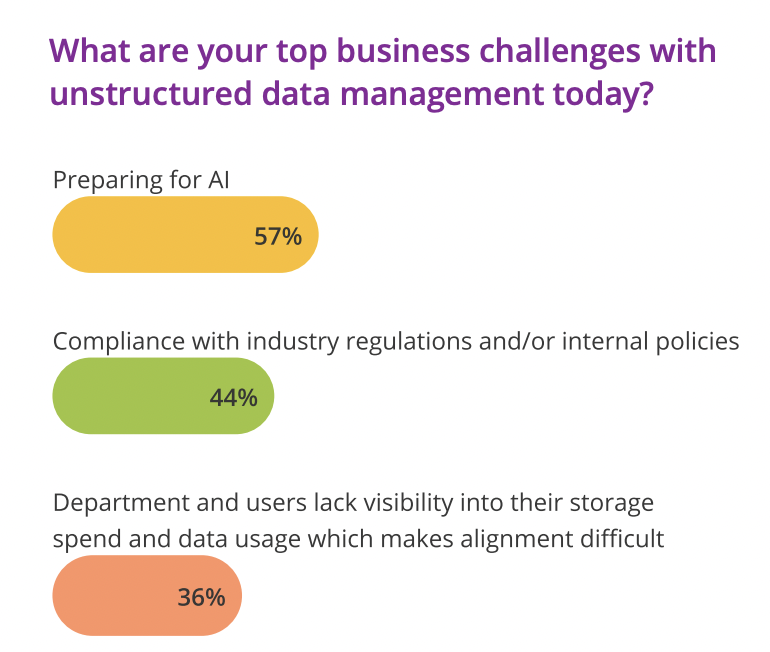 What are your top business challenges with
unstructured data management today?
Preparing for AI
57%
Compliance with industry regulations and/or internal policies
44%
Department and users lack visibility into their storage
spend and data usage which makes alignment difficult
36%